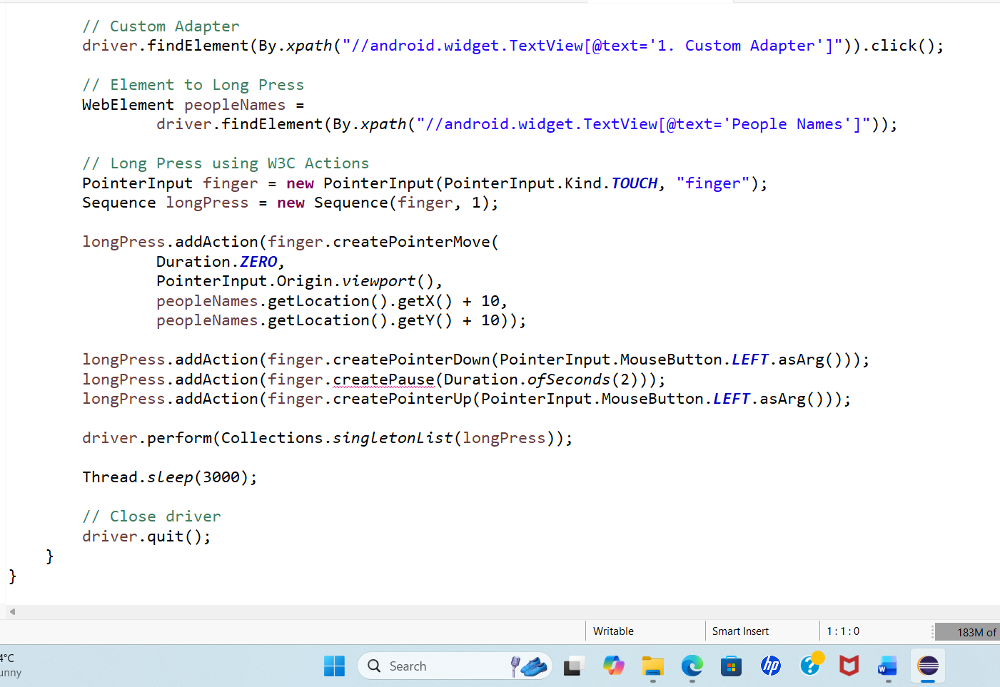 // Custom Adapter
driver.findElement(By.xpath("//android.widget.TextView[@text='1. Custom Adapter']")).click();
// Element to Long Press
WebElement peopleNames =
driver.findElement(By.xpath("//android.widget.TextView[@text='People Names']"));
// Long Press using W3C Actions
PointerInput finger = new PointerInput(PointerInput.Kind.TOUCH, "finger");
Sequence longPress = new Sequence(finger, 1);
longPress.addAction(finger.createPointerMove(
Duration.ZERO,
PointerInput.Origin.viewport(),
peopleNames.getLocation().getX() + 10,
peopleNames.getLocation().getY() + 10));
longPress.addAction(finger.createPointerDown(PointerInput.MouseButton.LEFT.asArg()));
longPress.addAction(finger.createPause(Duration.ofSeconds(2)));
longPress.addAction(finger.createPointerUp(PointerInput.MouseButton.LEFT.asArg()));
driver.perform(Collections.singletonList(longPress));
Thread.sleep(3000);
// Close driver
driver.quit();
}
}
Writable Smart Insert 1 : 1 : 0 183M of
4°C
unny
Search
hp
?
W